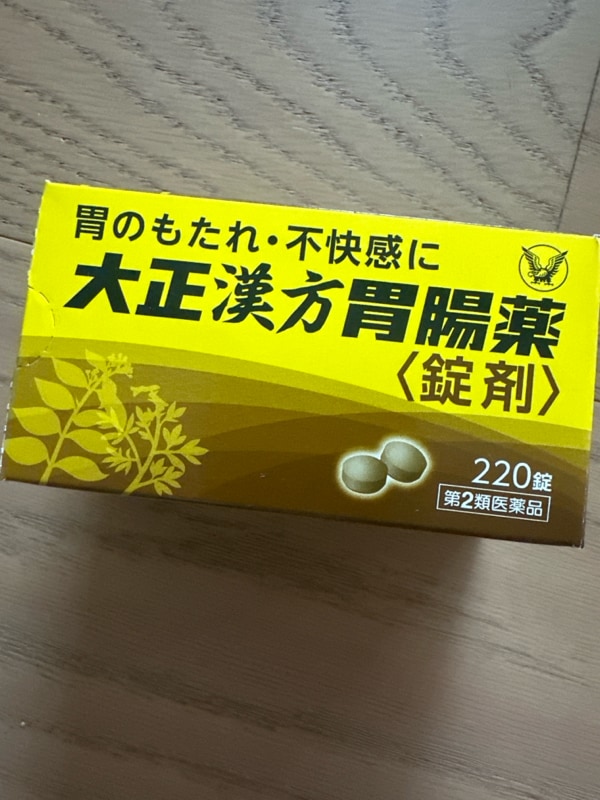 胃のもたれ・不快感に
大正漢方胃腸薬
〈錠剤〉
220錠
第2類医薬品